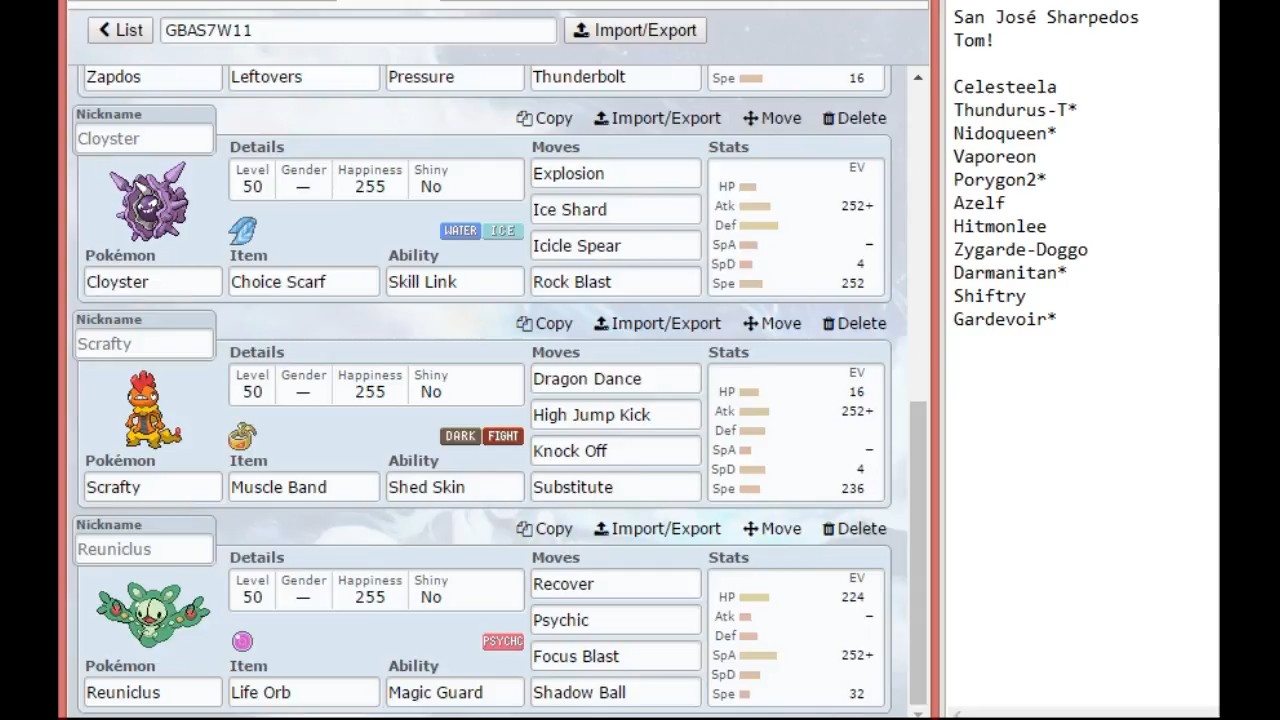 List
GBAS7W11
Import/Export
Zapdos
Leftovers
Pressure
Thunderbolt
Spe 16
Nickname
Cloyster
Copy Import/Export Move Delete
Details
Level Gender Happiness Shiny
50 — 255 No
WATER ICE
Pokémon Item Ability
Cloyster Choice Scarf Skill Link
Moves
Explosion
Ice Shard
Icicle Spear
Rock Blast
Stats
EV
HP
Atk 252+
Def
SpA –
SpD 4
Spe 252
Nickname
Scrafty
Copy Import/Export Move Delete
Details
Level Gender Happiness Shiny
50 — 255 No
DARK FIGHT
Pokémon Item Ability
Scrafty Muscle Band Shed Skin
Moves
Dragon Dance
High Jump Kick
Knock Off
Substitute
Stats
EV
HP 16
Atk 252+
Def
SpA –
SpD 4
Spe 236
Nickname
Reuniclus
Copy Import/Export Move Delete
Details
Level Gender Happiness Shiny
50 — 255 No
PSYCHC
Pokémon Item Ability
Reuniclus Life Orb Magic Guard
Moves
Recover
Psychic
Focus Blast
Shadow Ball
Stats
EV
HP 224
Atk –
Def
SpA 252+
SpD
Spe 32
San José Sharpedos
Tom!
Celesteela
Thundurus-T*
Nidoqueen*
Vaporeon
Porygon2*
Azelf
Hitmonlee
Zygarde-Doggo
Darmanitan*
Shiftry
Gardevoir*